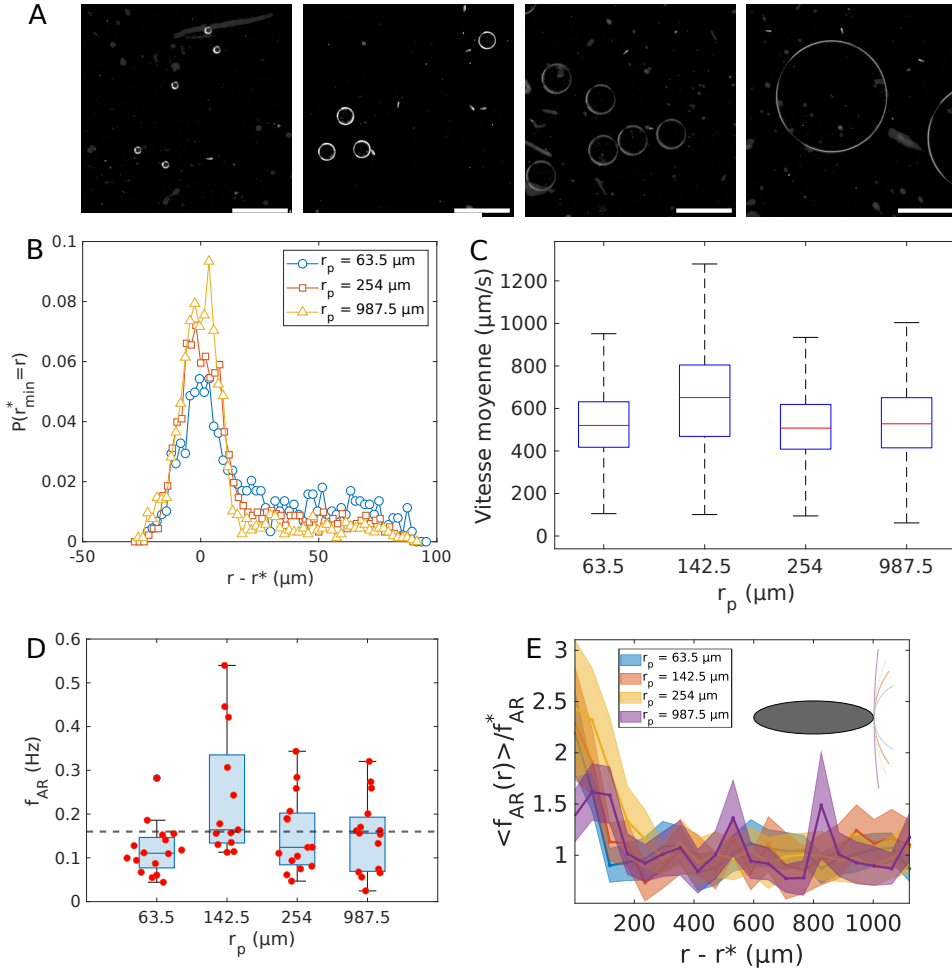 A
B
0.1
0.08
0.06
0.04
0.02
0
-50
0
50
100
P(r*min=r)
r - r* (μm)
rp = 63.5 μm
rp = 254 μm
rp = 987.5 μm
C
1200
1000
800
600
400
200
0
Vitesse moyenne (μm/s)
63.5
142.5
254
987.5
rp (μm)
D
0.6
0.5
0.4
0.3
0.2
0.1
0
fAR (Hz)
63.5
142.5
254
987.5
rp (μm)
E
3
2.5
2
1.5
1
<fAR(r)>/f*AR
rp = 63.5 μm
rp = 142.5 μm
rp = 254 μm
rp = 987.5 μm
200
400
600
800
1000
r - r* (μm)